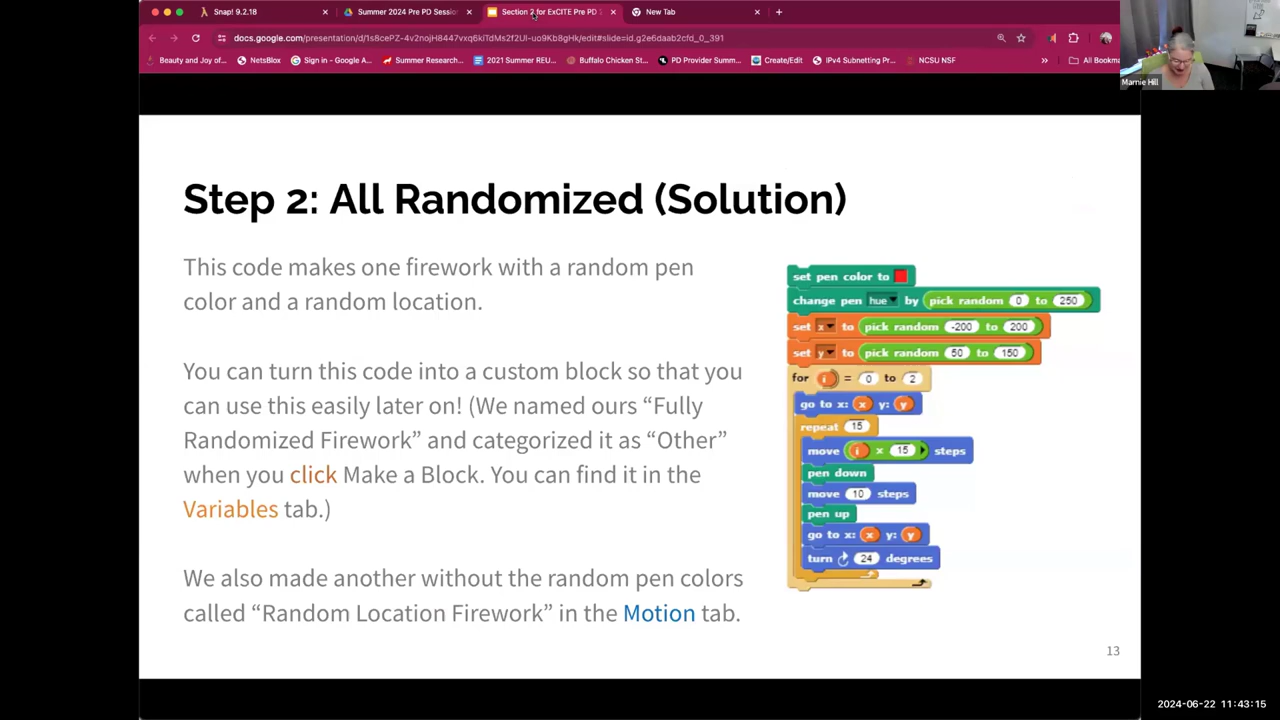 Snap! 9.2.18
Summer 2024 Pre PD Sessio
Section 2 for ExCITE Pre PD 2
New Tab
docs.google.com/presentation/d/1s8cePZ-4v2nojH8447vxq6kiTdMs2f2UI-uo9Kb8gHk/edit#slide=id.g2e6daab2cfd_0_391
Beauty and Joy of...
NetsBlox
Sign in - Google A...
Summer Research...
2021 Summer REU...
Buffalo Chicken St...
PD Provider Summ...
Create/Edit
IPv4 Subnetting Pr...
NCSU NSF
»
All Bookma
Marnie Hill
Step 2: All Randomized (Solution)
This code makes one firework with a random pen
color and a random location.
You can turn this code into a custom block so that you
can use this easily later on! (We named ours “Fully
Randomized Firework” and categorized it as “Other”
when you click Make a Block. You can find it in the
Variables tab.)
We also made another without the random pen colors
called “Random Location Firework” in the Motion tab.
set pen color to
change pen hue by pick random 0 to 250
set x to pick random -200 to 200
set y to pick random 50 to 150
for i = 0 to 2
go to x: x y: y
repeat 15
move i x 15 steps
pen down
move 10 steps
pen up
go to x: x y: y
turn 24 degrees
13
2024-06-22 11:43:15